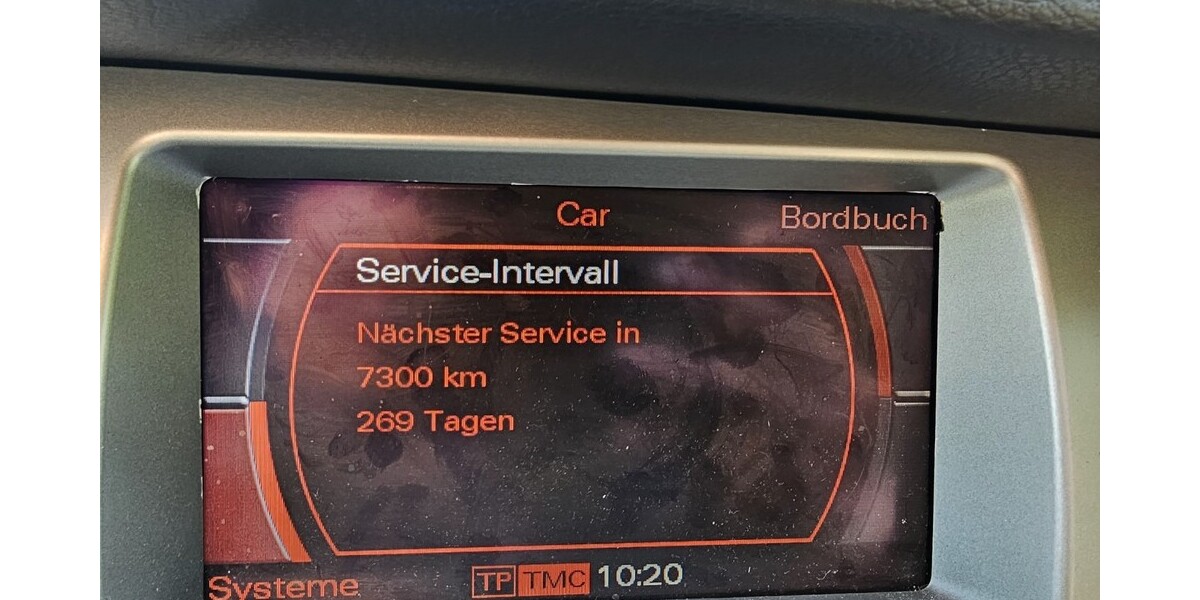 Car
Bordbuch
Service-Intervall
Nächster Service in
7300 km
269 Tagen
Systeme
TP TMC 10:20